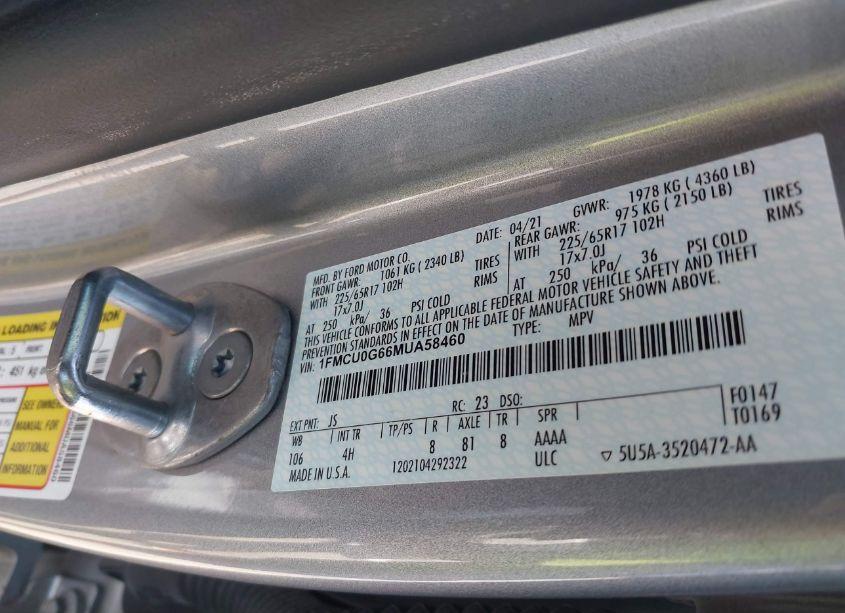 MFD. BY FORD MOTOR CO.
DATE: 04/21
GVWR: 1978 KG ( 4360 LB)
FRONT GAWR: 1061 KG ( 2340 LB)
REAR GAWR: 975 KG ( 2150 LB)
WITH 225/65R17 102H TIRES
WITH 225/65R17 102H TIRES
17x7.0J RIMS
17x7.0J RIMS
AT 250 kPa/ 36 PSI COLD
AT 250 kPa/ 36 PSI COLD
THIS VEHICLE CONFORMS TO ALL APPLICABLE FEDERAL MOTOR VEHICLE SAFETY AND THEFT
PREVENTION STANDARDS IN EFFECT ON THE DATE OF MANUFACTURE SHOWN ABOVE.
VIN: 1FMCU0G66MUA58460
TYPE: MPV
EXT PNT: JS RC: 23 DSO:
WB INT TR TP/PS R AXLE TR SPR
106 4H 8 81 8 AAAA
ULC
MADE IN U.S.A. 1202104292322
F0147
T0169
▽ 5U5A-3520472-AA
LOADING
451 kg
SEE OWNER
MANUAL FOR
ADDITIONAL
INFORMATION